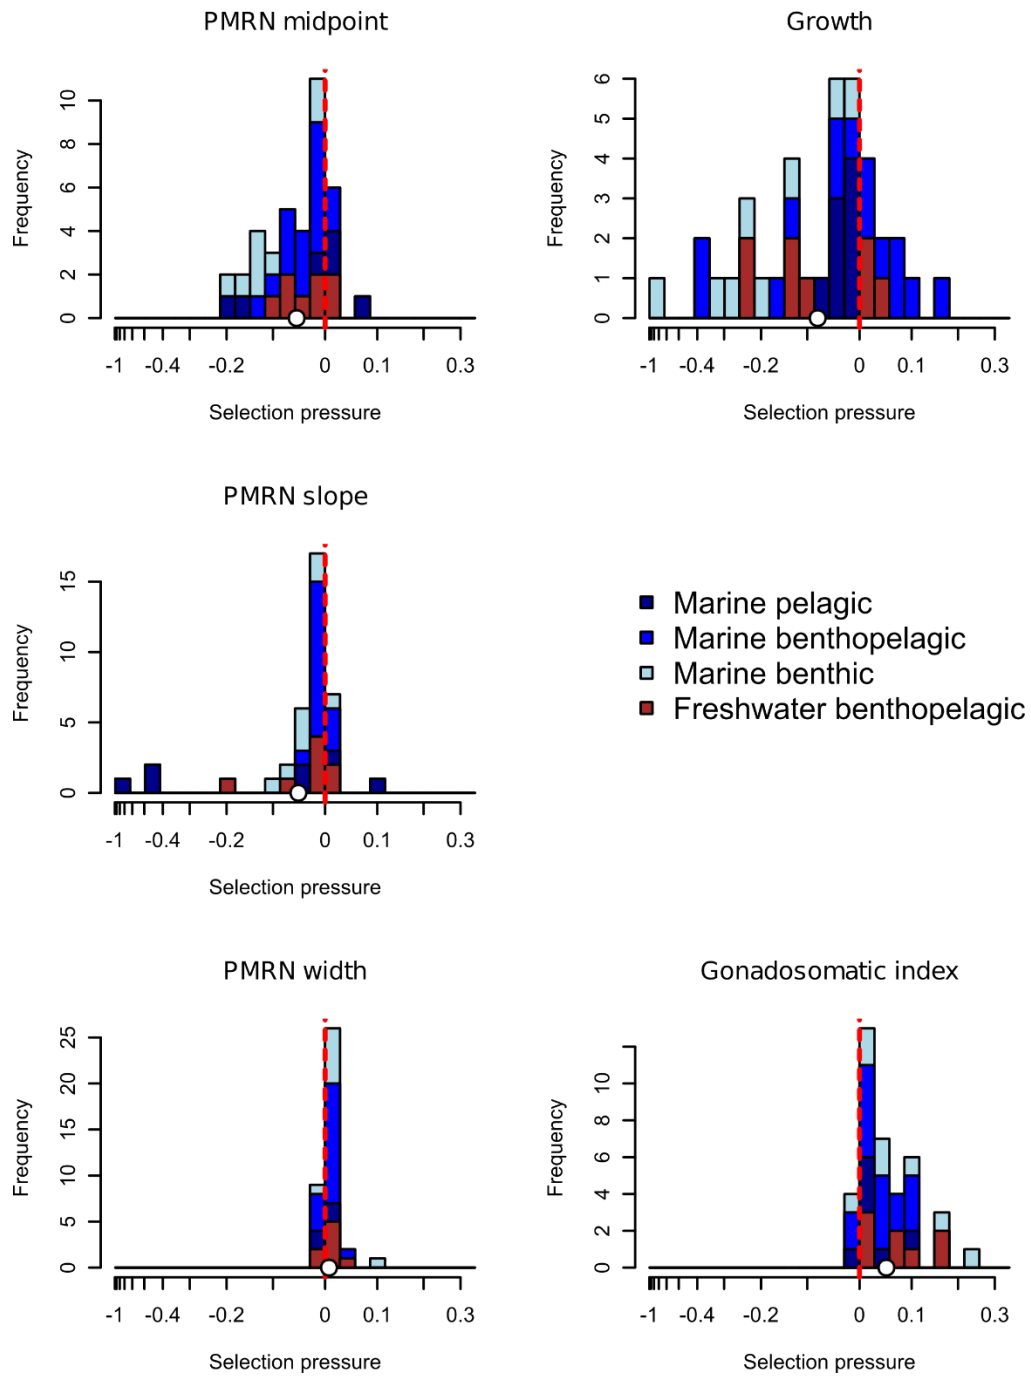 PMRN midpoint
Frequency
0 2 4 6 8 10
-1 -0.4 -0.2 0 0.1 0.3
Selection pressure
Growth
Frequency
0 1 2 3 4 5 6
-1 -0.4 -0.2 0 0.1 0.3
Selection pressure
PMRN slope
Frequency
0 5 10 15
-1 -0.4 -0.2 0 0.1 0.3
Selection pressure
Marine pelagic
Marine benthopelagic
Marine benthic
Freshwater benthopelagic
PMRN width
Frequency
0 5 10 15 20 25
-1 -0.4 -0.2 0 0.1 0.3
Selection pressure
Gonadosomatic index
Frequency
0 2 4 6 8 10
-1 -0.4 -0.2 0 0.1 0.3
Selection pressure